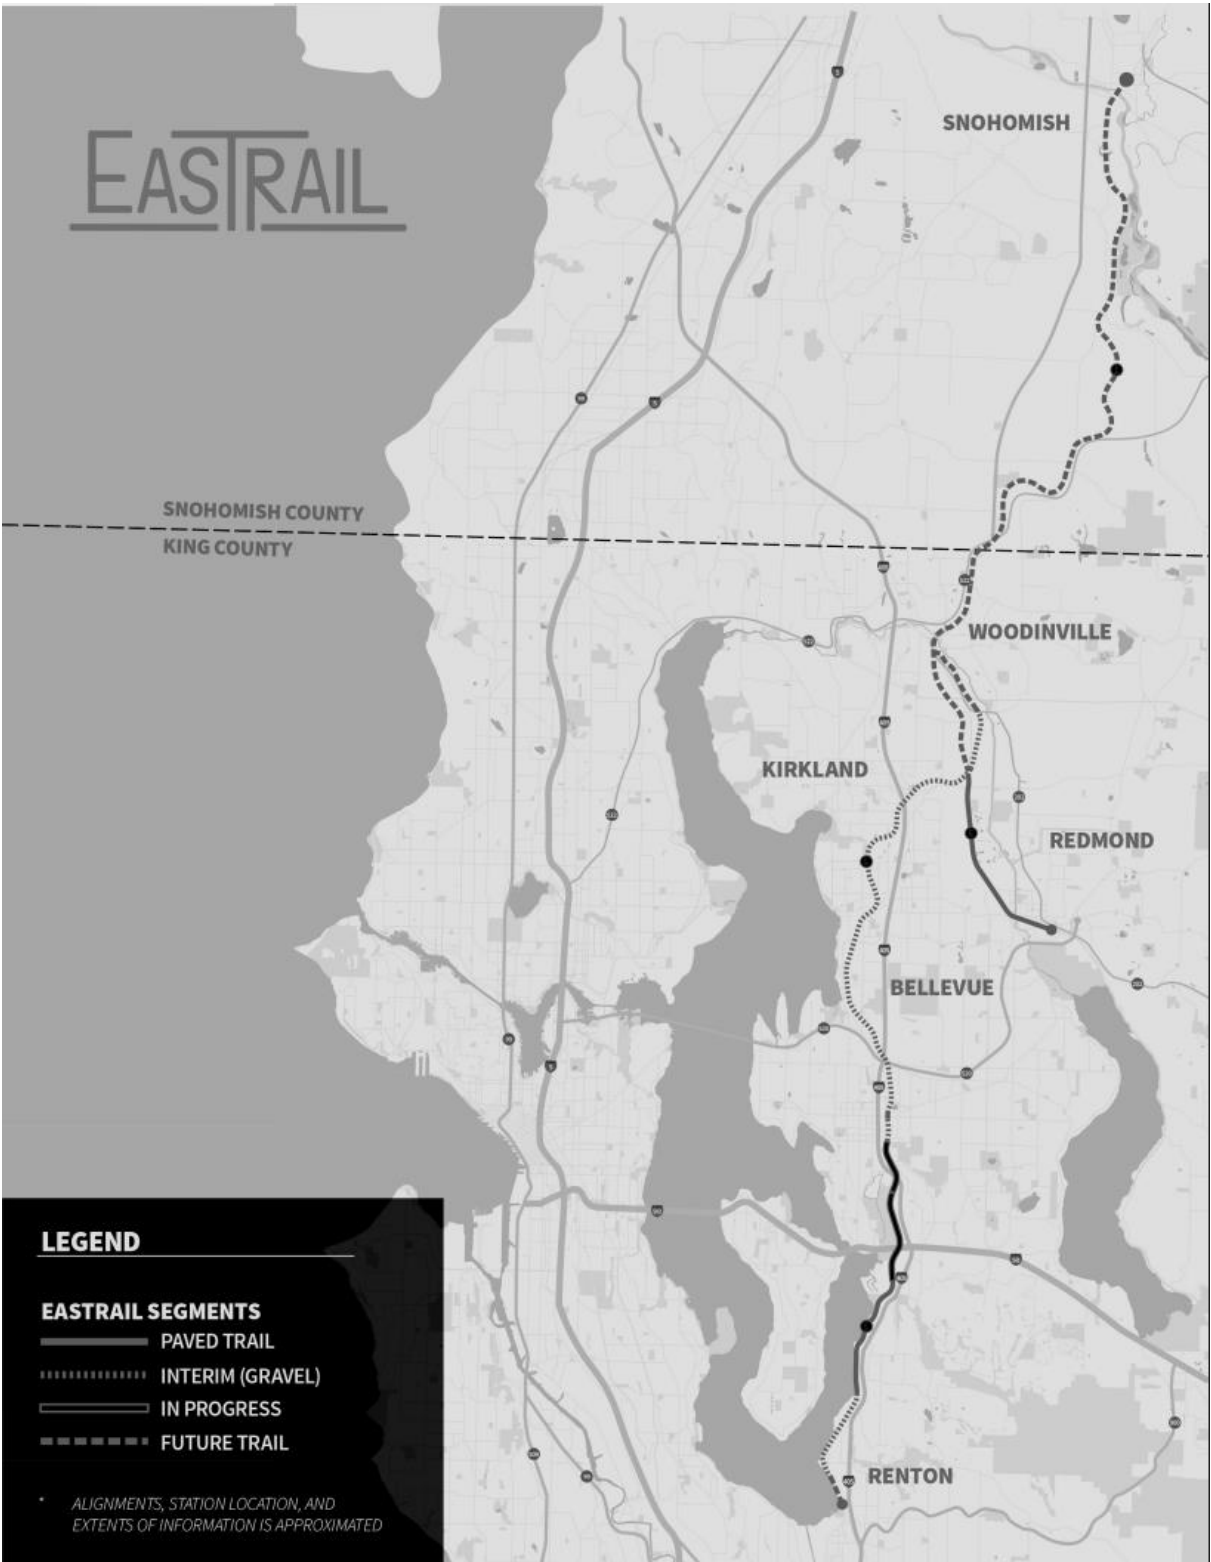 SNOHOMISH
EASTRAIL
SNOHOMISH COUNTY
KING COUNTY
WOODINVILLE
KIRKLAND
REDMOND
BELLEVUE
LEGEND
EASTRAIL SEGMENTS
PAVED TRAIL
INTERIM (GRAVEL)
IN PROGRESS
FUTURE TRAIL
RENTON
* ALIGNMENTS, STATION LOCATION, AND
EXTENTS OF INFORMATION IS APPROXIMATED